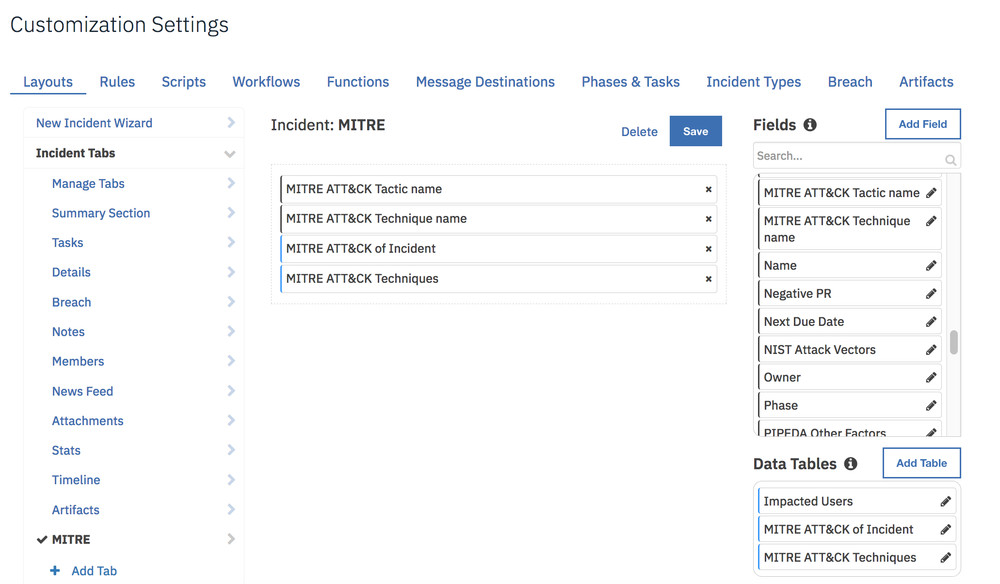 Customization Settings
Layouts Rules Scripts Workflows Functions Message Destinations Phases & Tasks Incident Types Breach Artifacts
New Incident Wizard
Incident Tabs
Manage Tabs
Summary Section
Tasks
Details
Breach
Notes
Members
News Feed
Attachments
Stats
Timeline
Artifacts
MITRE
Add Tab
Incident: MITRE
Delete Save
MITRE ATT&CK Tactic name
MITRE ATT&CK Technique name
MITRE ATT&CK of Incident
MITRE ATT&CK Techniques
Fields Add Field
Search...
MITRE ATT&CK Tactic name
MITRE ATT&CK Technique
name
Name
Negative PR
Next Due Date
NIST Attack Vectors
Owner
Phase
PIPEDA Other Factors
Data Tables Add Table
Impacted Users
MITRE ATT&CK of Incident
MITRE ATT&CK Techniques